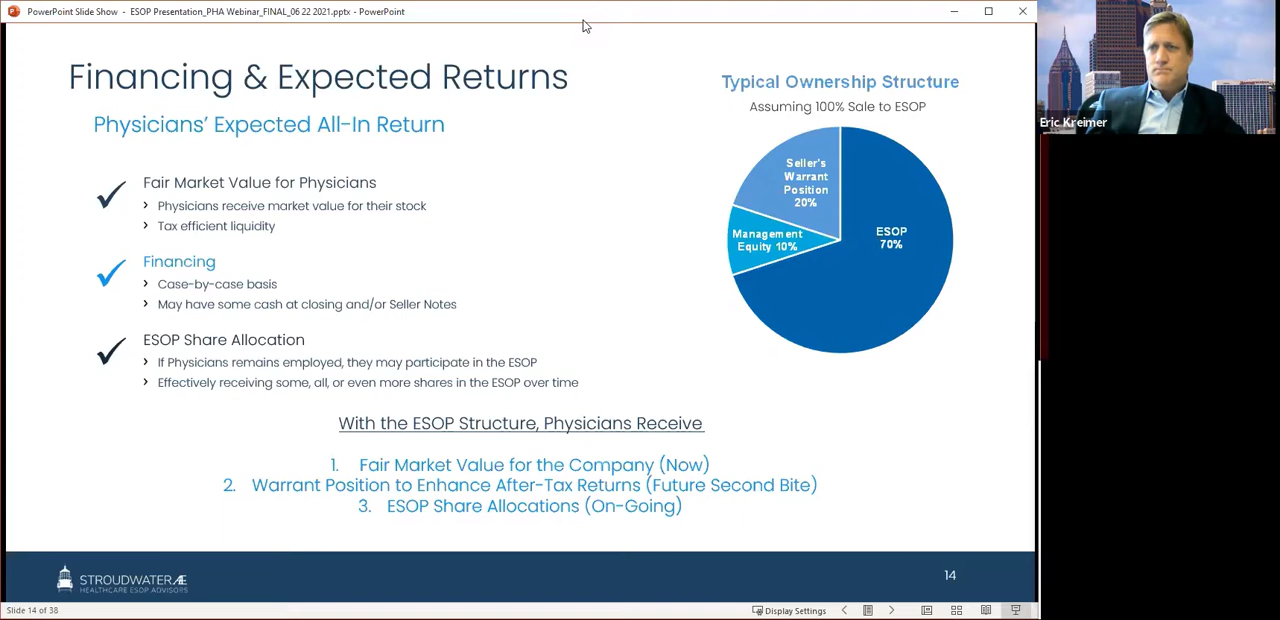 PowerPoint Slide Show - ESOP Presentation_PHA Webinar_FINAL_06 22 2021.pptx - PowerPoint
Financing & Expected Returns
Physicians' Expected All-In Return
Fair Market Value for Physicians
Physicians receive market value for their stock
Tax efficient liquidity
Financing
Case-by-case basis
May have some cash at closing and/or Seller Notes
ESOP Share Allocation
If Physicians remains employed, they may participate in the ESOP
Effectively receiving some, all, or even more shares in the ESOP over time
Typical Ownership Structure
Assuming 100% Sale to ESOP
Seller's
Warrant
Position
20%
Management
Equity 10%
ESOP
70%
With the ESOP Structure, Physicians Receive
1. Fair Market Value for the Company (Now)
2. Warrant Position to Enhance After-Tax Returns (Future Second Bite)
3. ESOP Share Allocations (On-Going)
STROUDWATER Æ
HEALTHCARE ESOP ADVISORS
14
Slide 14 of 38
Display Settings
Eric Kreimer